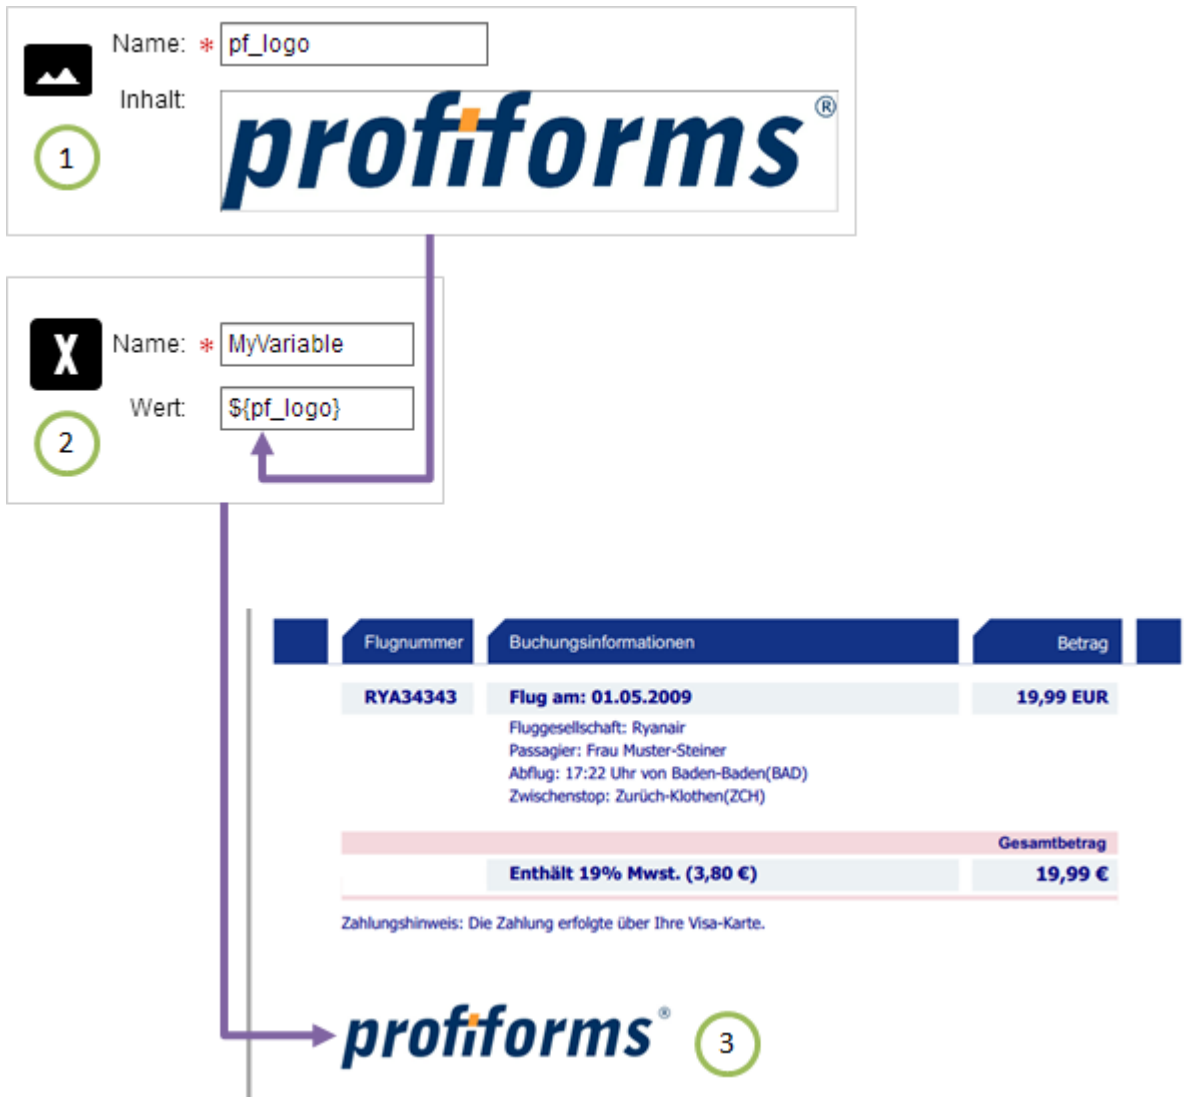 Name: * pf_logo
Inhalt:
profiforms®
1
Name: * MyVariable
Wert: ${pf_logo}
2
Flugnummer Buchungsinformationen Betrag
RYA34343 Flug am: 01.05.2009 19,99 EUR
Fluggesellschaft: Ryanair
Passagier: Frau Muster-Steiner
Abflug: 17:22 Uhr von Baden-Baden(BAD)
Zwischenstop: Zurüch-Klothen(ZCH)
Gesamtbetrag
Enthält 19% Mwst. (3,80 €) 19,99 €
Zahlungshinweis: Die Zahlung erfolgte über Ihre Visa-Karte.
profiforms®
3